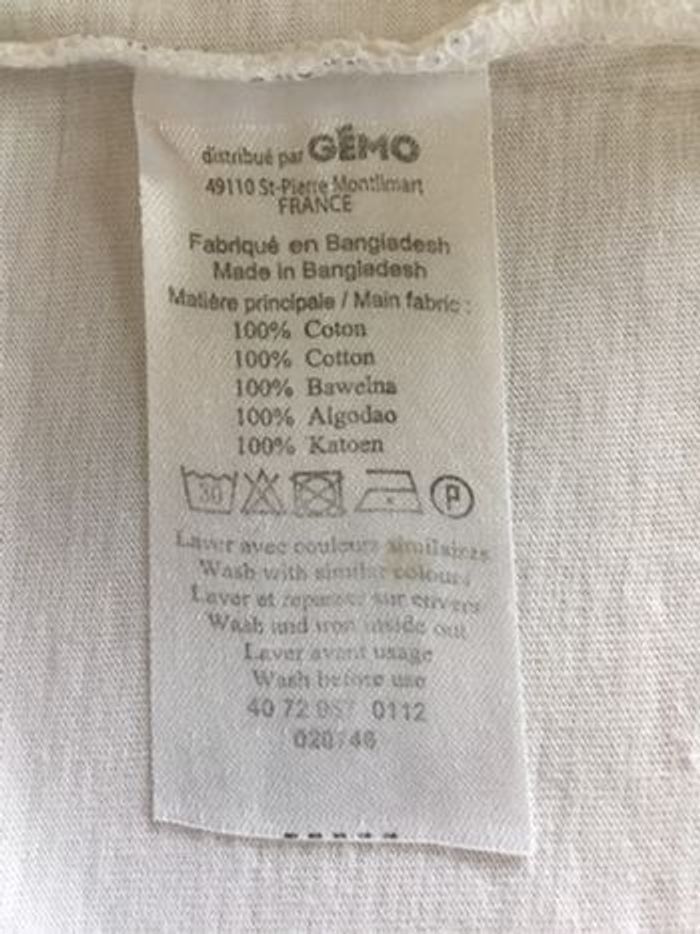 distribué par GÉMO
49110 St-Pierre Montlimart
FRANCE
Fabriqué en Bangladesh
Made in Bangladesh
Matière principale / Main fabric :
100% Coton
100% Cotton
100% Bawelna
100% Algodao
100% Katoen
30 P
Laver avec couleurs similaires
Wash with similar colours
Laver et repasser sur envers
Wash and iron inside out
Laver avant usage
Wash before use
40 72 0112